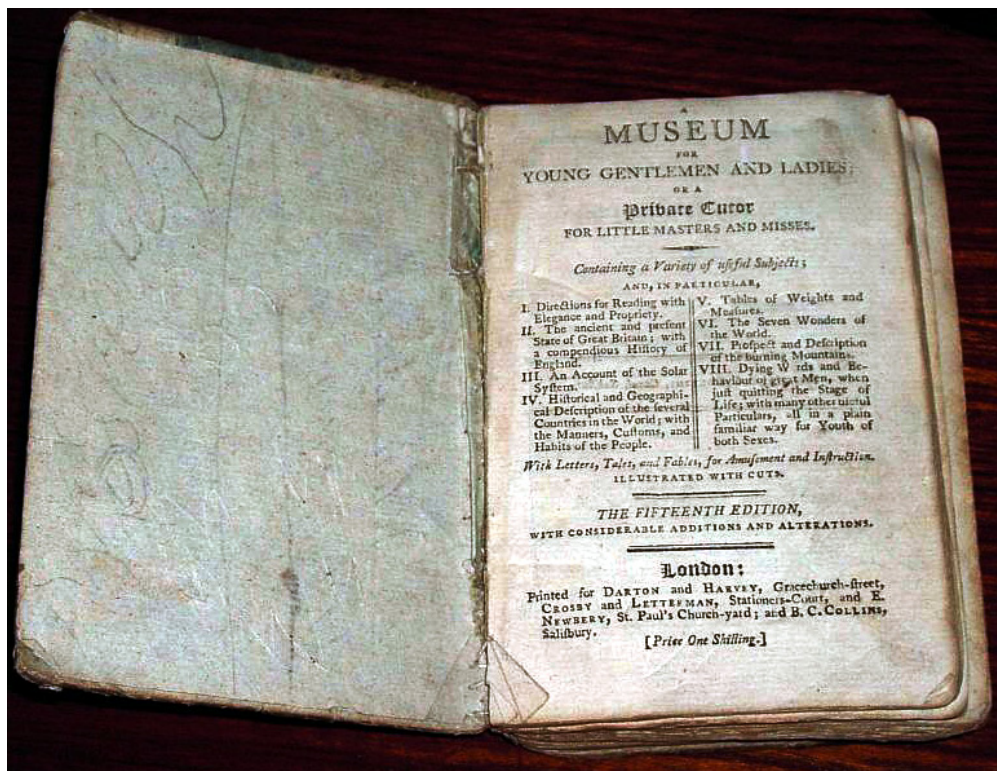 A
MUSEUM
FOR
YOUNG GENTLEMEN AND LADIES;
OR A
Private Tutor
FOR LITTLE MASTERS AND MISSES.
Containing a Variety of uſeful Subjects;
AND, IN PARTICULAR,
I. Directions for Reading with
Elegance and Propriety.
II. The ancient and preſent
State of Great Britain; with
a compendious Hiſtory of
England.
III. An Account of the Solar
Syſtem.
IV. Hiſtorical and Geographi-
cal Deſcription of the ſeveral
Countries in the World; with
the Manners, Cuſtoms, and
Habits of the People.
V. Tables of Weights and
Meaſures.
VI. The Seven Wonders of
the World.
VII. Proſpect and Deſcription
of the burning Mountains.
VIII. Dying W rds and Be-
haviour of great Men, when
juſt quitting the Stage of
Life; with many other uſeful
Particulars, all in a plain
familiar way for Youth of
both Sexes.
With Letters, Tales, and Fables, for Amuſement and Inſtruction.
ILLUSTRATED WITH CUTS.
THE FIFTEENTH EDITION,
WITH CONSIDERABLE ADDITIONS AND ALTERATIONS.
London:
Printed for DARTON and HARVEY, Gracechurch-ſtreet,
CROSBY and LETTERMAN, Stationers-Court, and E.
NEWBERY, St. Paul's Church-yard; and B. C. COLLINS,
Saliſbury.
[Price One Shilling.]